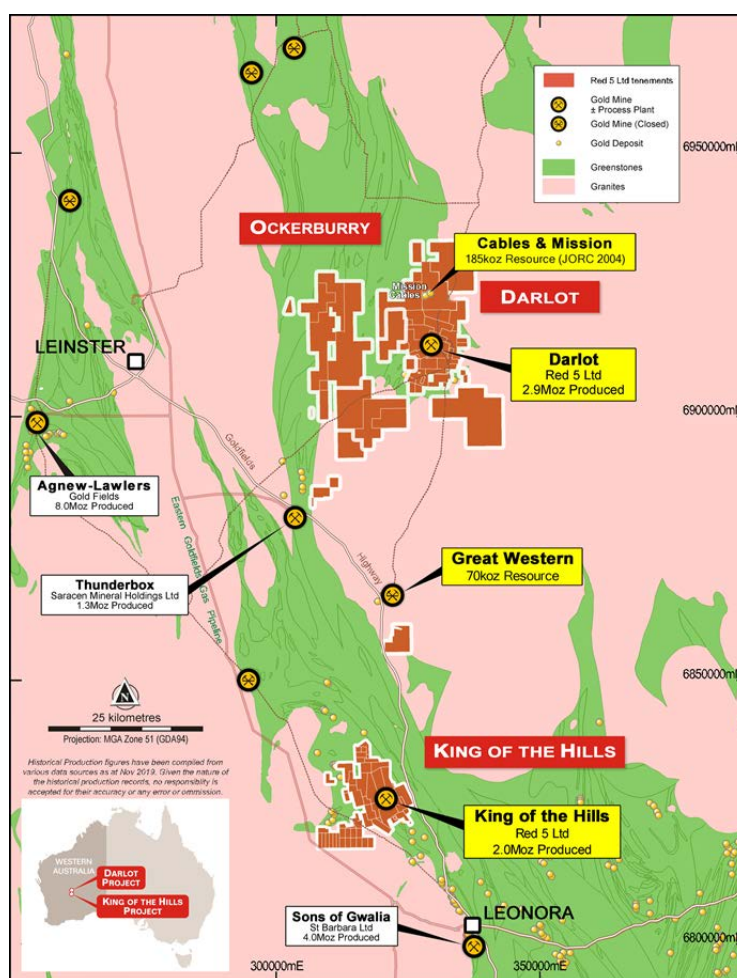 Red 5 Ltd tenements
Gold Mine
± Process Plant
Gold Mine (Closed)
Gold Deposit
Greenstones
Granites
6950000mN
OCKERBURRY
Cables & Mission
185koz Resource (JORC 2004)
Mission
Cables
DARLOT
LEINSTER
Darlot
Red 5 Ltd
2.9Moz Produced
6900000mN
Goldfields
Agnew-Lawlers
Gold Fields
8.0Moz Produced
Eastern Goldfields Gas Pipeline
Highway
Great Western
70koz Resource
Thunderbox
Saracen Mineral Holdings Ltd
1.3Moz Produced
6850000mN
N
25 kilometres
Projection: MGA Zone 51 (GDA94)
KING OF THE HILLS
Historical Production figures have been compiled from
various data sources as at Nov 2019. Given the nature of
the historical production records, no responsiblity is
accepted for their accuracy or any error or ommission.
King of the Hills
Red 5 Ltd
2.0Moz Produced
WESTERN
AUSTRALIA
DARLOT
PROJECT
KING OF THE HILLS
PROJECT
Sons of Gwalia
St Barbara Ltd
4.0Moz Produced
LEONORA
6800000mN
300000mE
350000mE